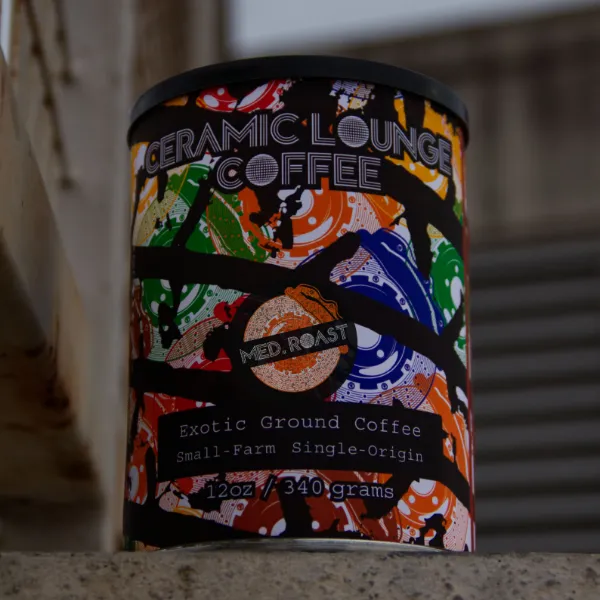 CERAMIC LOUNGE
COFFEE
MED. ROAST
Exotic Ground Coffee
Small-Farm Single-Origin
12oz / 340 grams